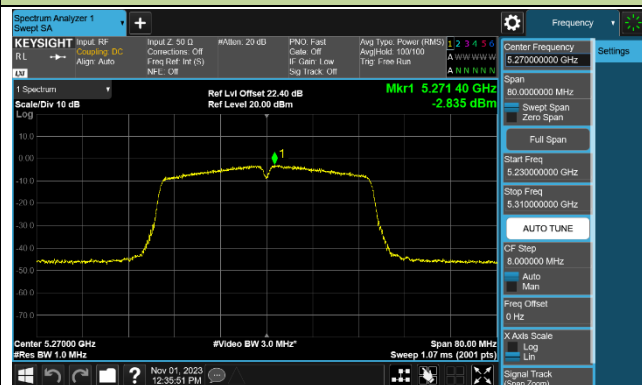 Spectrum Analyzer 1
Swept SA
Frequency
KEYSIGHT
Input: RF
Input Z: 50 Ω
#Atten: 20 dB
PNO: Fast
Avg Type: Power (RMS)
1 2 3 4 5 6
RL
Coupling: DC
Corrections: Off
Gate: Off
Avg|Hold: 100/100
A W W W W W
Align: Auto
Freq Ref: Int (S)
IF Gain: Low
Trig: Free Run
NFE: Off
Sig Track: Off
A N N N N N
LXI
1 Spectrum
Ref Lvl Offset 22.40 dB
Mkr1 5.271 40 GHz
Scale/Div 10 dB
Ref Level 20.00 dBm
-2.835 dBm
Log
10.0
0.00
-10.0
-20.0
-30.0
-40.0
-50.0
-60.0
-70.0
1
Center 5.27000 GHz
#Video BW 3.0 MHz*
Span 80.00 MHz
#Res BW 1.0 MHz
Sweep 1.07 ms (2001 pts)
Nov 01, 2023
12:35:51 PM
Center Frequency
5.270000000 GHz
Settings
Span
80.0000000 MHz
Swept Span
Zero Span
Full Span
Start Freq
5.230000000 GHz
Stop Freq
5.310000000 GHz
AUTO TUNE
CF Step
8.000000 MHz
Auto
Man
Freq Offset
0 Hz
X Axis Scale
Log
Lin
Signal Track
(Span Zoom)